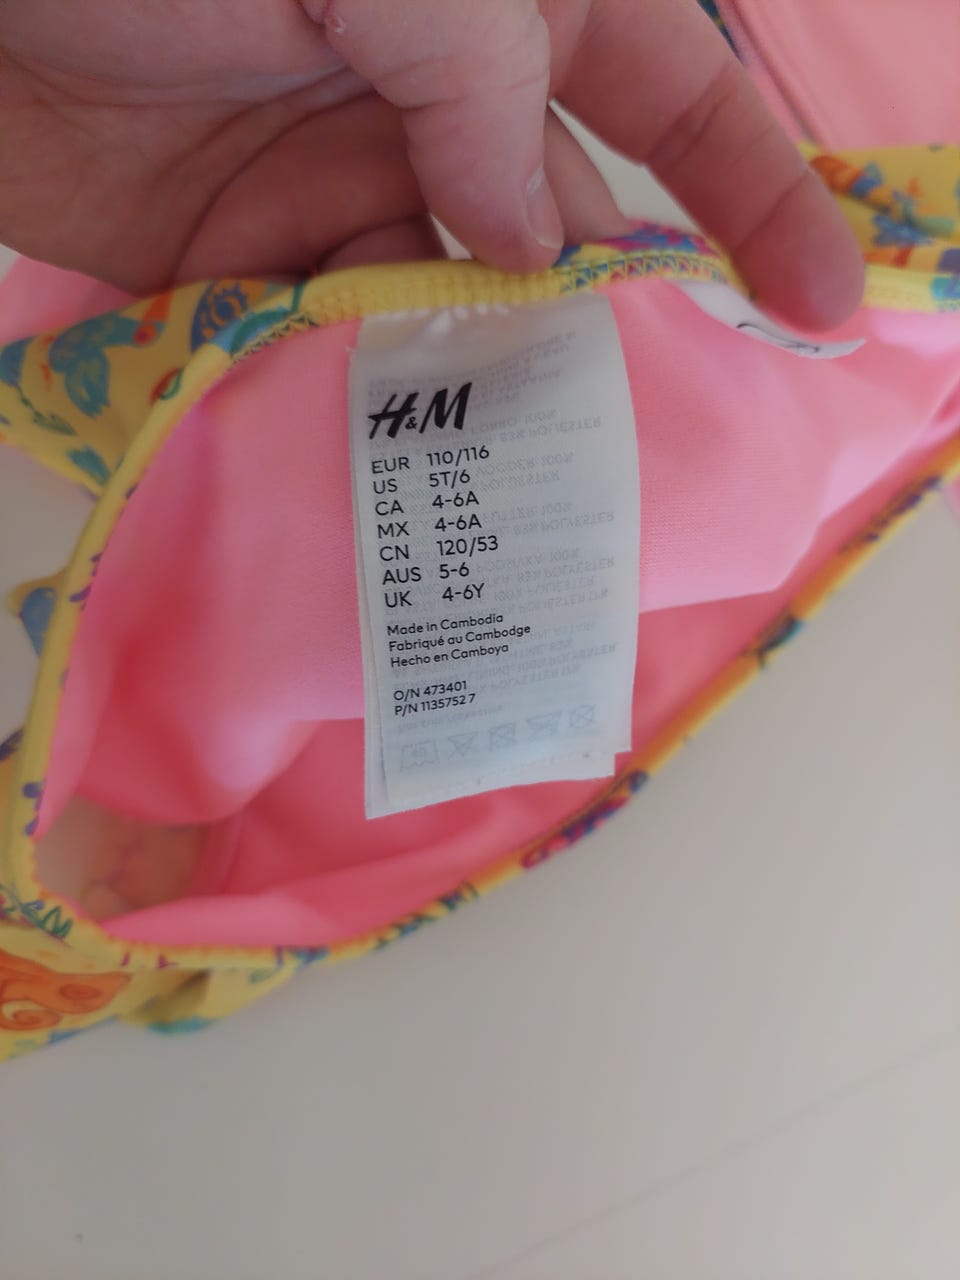 H&M
EUR 110/116
US 5T/6
CA 4-6A
MX 4-6A
CN 120/53
AUS 5-6
UK 4-6Y
Made in Cambodia
Fabriqué au Cambodge
Hecho en Camboya
O/N 473401
P/N 1135752 7